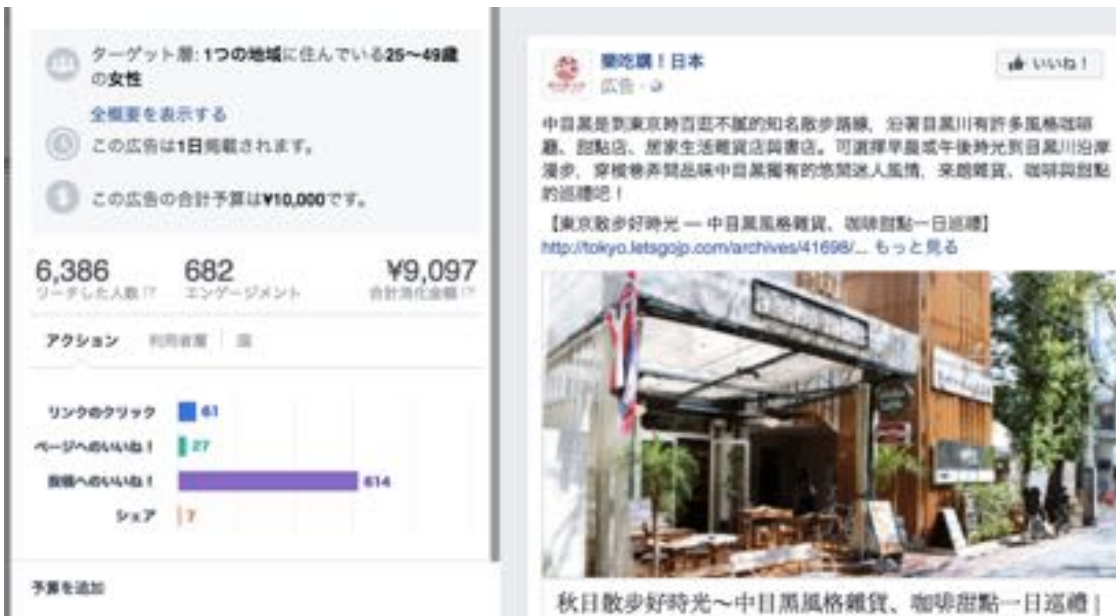 ターゲット層: 1つの地域に住んでいる25〜49歳
の女性
全概要を表示する
この広告は1日掲載されます。
この広告の合計予算は¥10,000です。
6,386
682
¥9,097
リーチした人数
エンゲージメント
合計消化金額
アクション
利用者層
国
リンクのクリック
61
ページへのいいね！
27
投稿へのいいね！
614
シェア
7
予算を追加
樂吃購！日本
広告
いいね！
中目黑是到東京時百逛不膩的知名散步路線，沿著目黑川有許多風格咖啡
廳、甜點店、居家生活雜貨店與書店。可選擇早晨或午後時光到目黑川沿岸
漫步，穿梭巷弄間品味中目黑獨有的悠閒迷人風情，來趟雜貨、咖啡與甜點
的巡禮吧！
【東京散步好時光 — 中目黑風格雜貨、咖啡甜點一日巡禮】
http://tokyo.letsgojp.com/archives/41698/... もっと見る
秋日散步好時光～中目黑風格雜貨、咖啡甜點一日巡禮